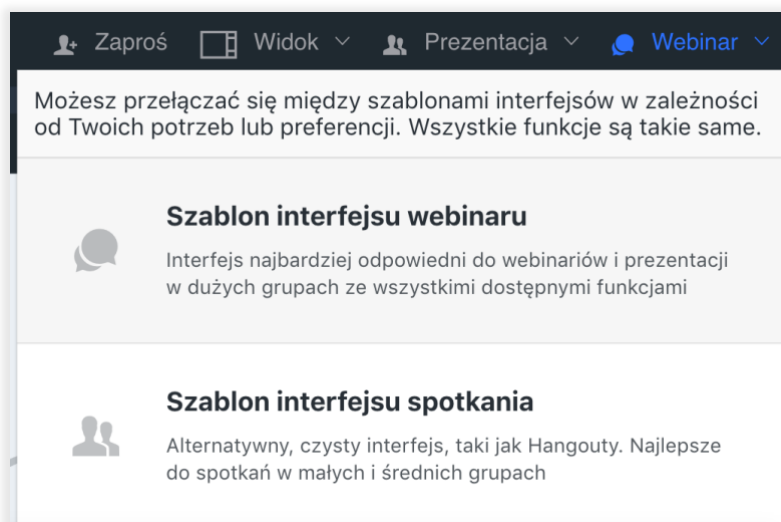 Zaproś Widok Prezentacja Webinar
Możesz przełączać się między szablonami interfejsów w zależności
od Twoich potrzeb lub preferencji. Wszystkie funkcje są takie same.
Szablon interfejsu webinaru
Interfejs najbardziej odpowiedni do webinariów i prezentacji
w dużych grupach ze wszystkimi dostępnymi funkcjami
Szablon interfejsu spotkania
Alternatywny, czysty interfejs, taki jak Hangouty. Najlepsze
do spotkań w małych i średnich grupach